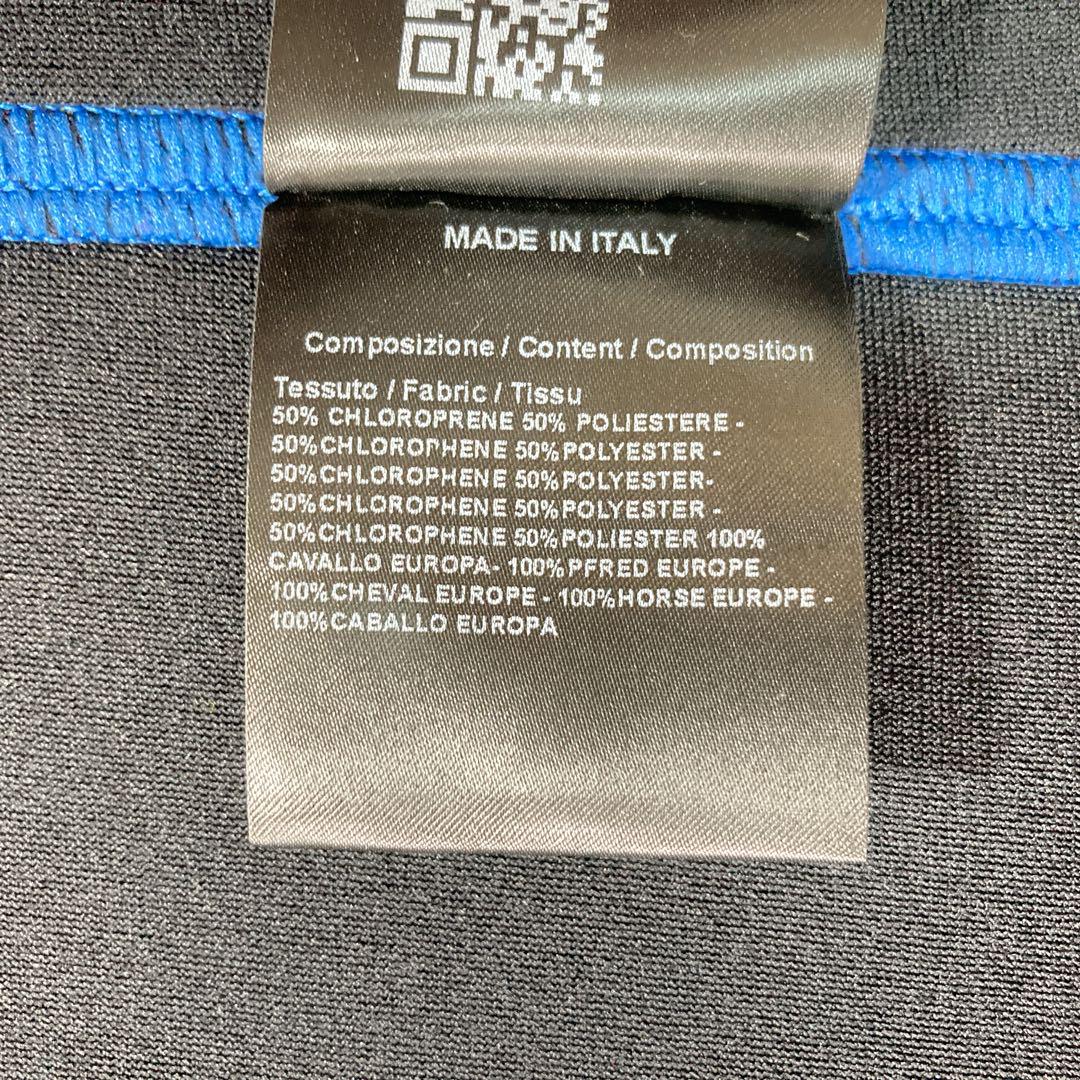 MADE IN ITALY
Composizione / Content / Composition
Tessuto / Fabric / Tissu
50% CHLOROPRENE 50% POLIESTERE -
50%CHLOROPHENE 50%POLYESTER -
50%CHLOROPHENE 50%POLYESTER-
50%CHLOROPHENE 50%POLYESTER -
50%CHLOROPHENE 50%POLIESTER 100%
CAVALLO EUROPA- 100%PFRED EUROPE -
100%CHEVAL EUROPE - 100%HORSE EUROPE -
100%CABALLO EUROPA